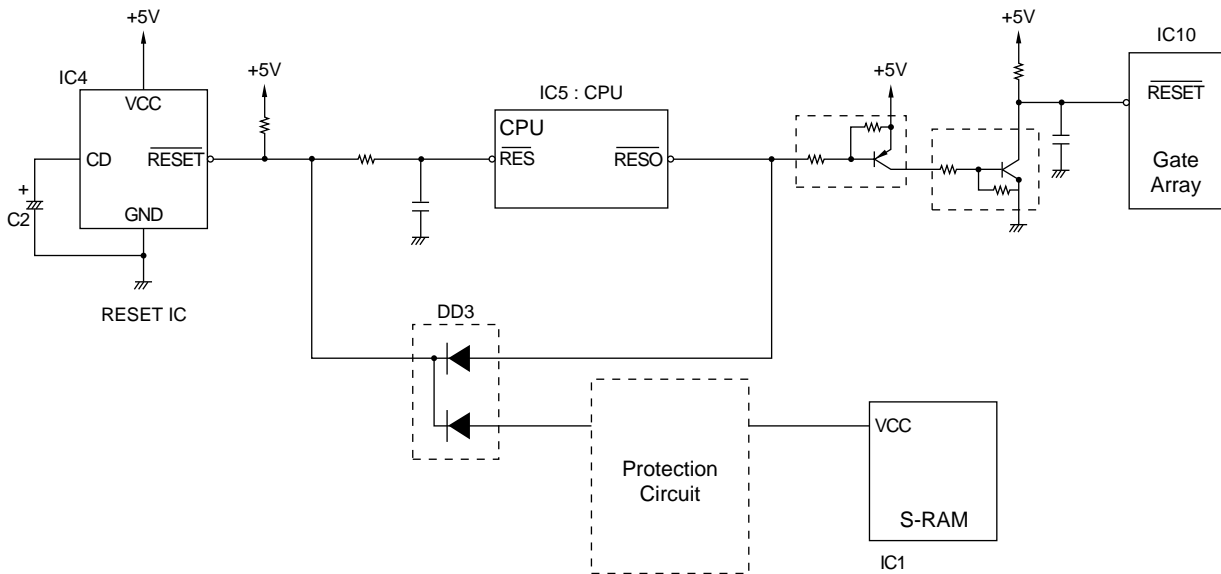 +5V
+5V
IC10
IC4
+5V
+5V
IC5 : CPU
VCC
RESET
CPU
CD
RESET
RES
RESO
Gate
Array
+
C2
GND
RESET IC
DD3
VCC
Protection
Circuit
S-RAM
IC1